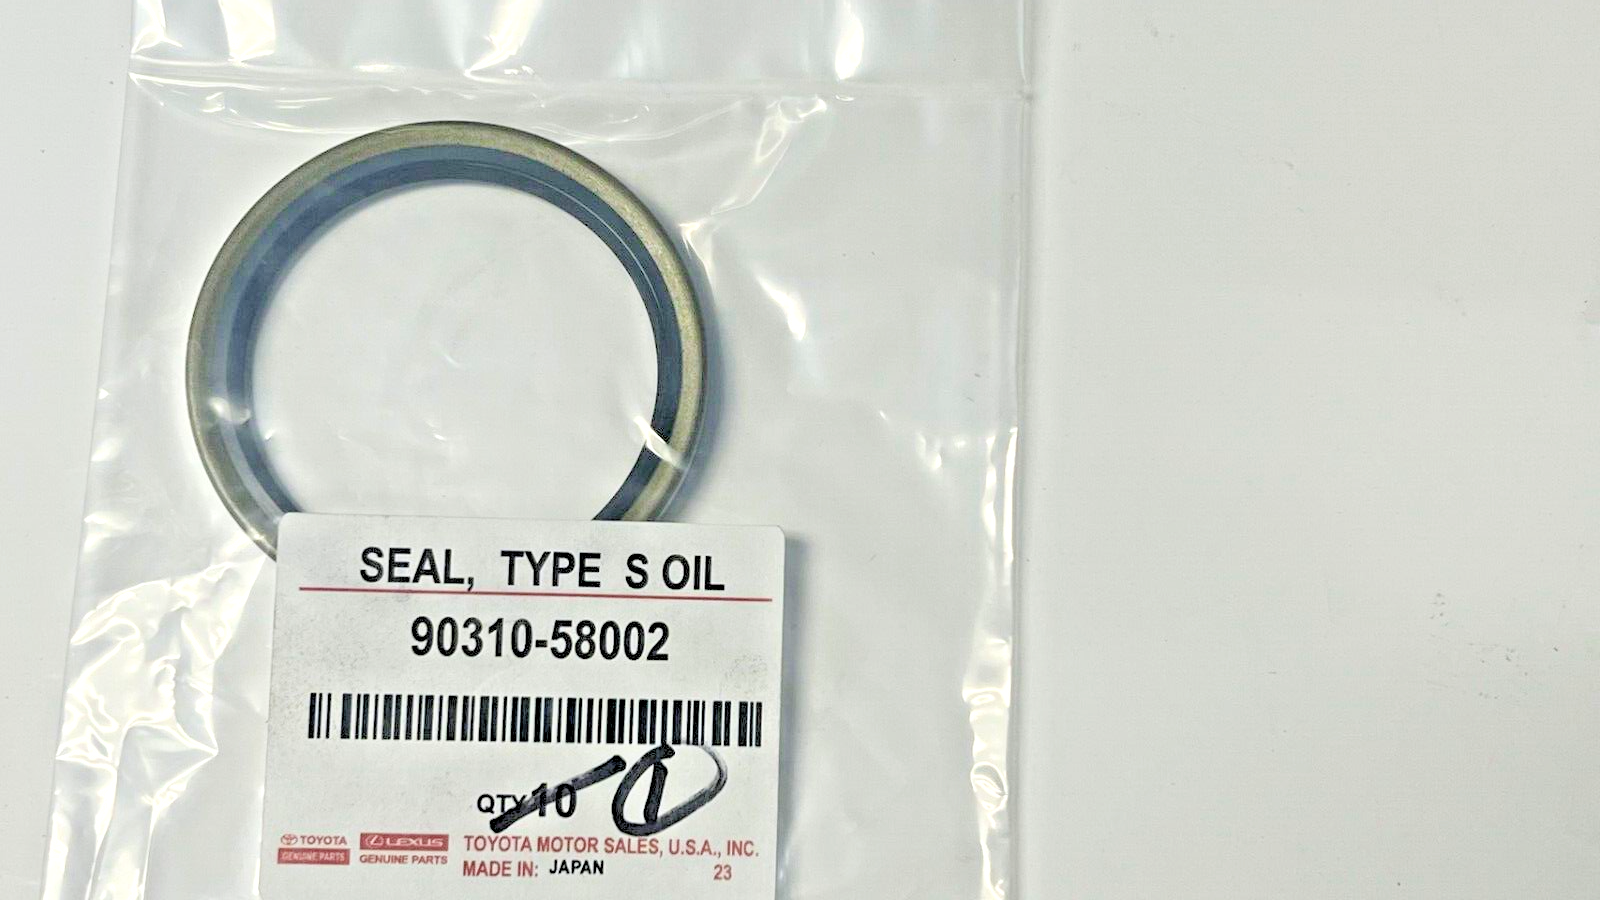 SEAL, TYPE S OIL
90310-58002
QTY 10 1
TOYOTA LEXUS TOYOTA MOTOR SALES, U.S.A., INC.
GENUINE PARTS GENUINE PARTS MADE IN: JAPAN 23